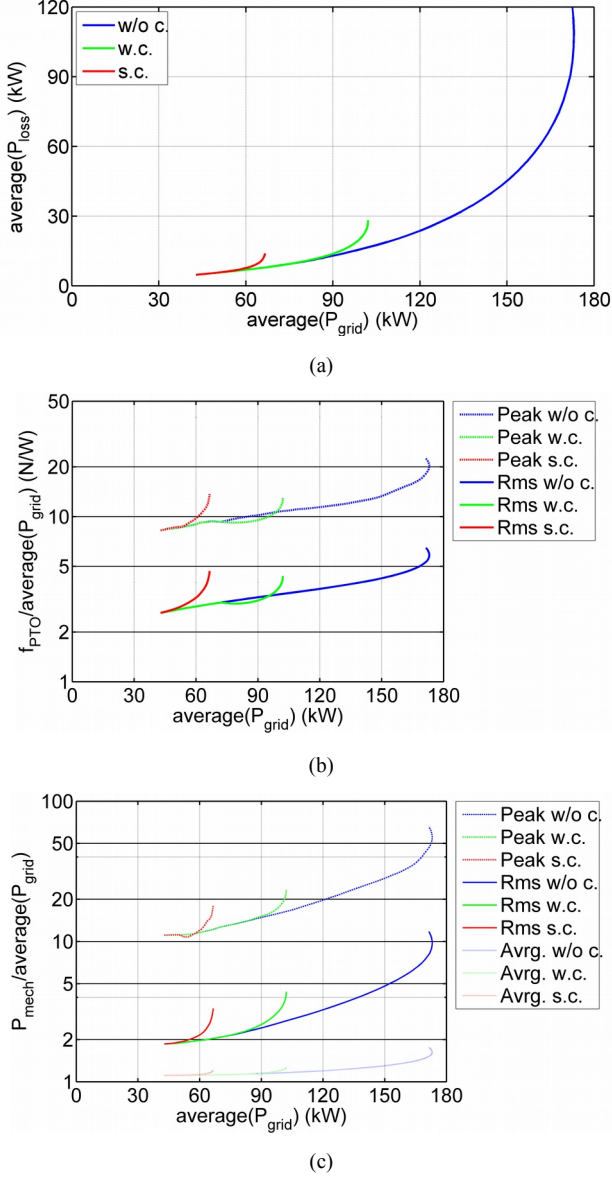 120
90
60
30
0
average(P_loss) (kW)
w/o c.
w.c.
s.c.
0 30 60 90 120 150 180
average(P_grid) (kW)
(a)
50
20
10
5
2
1
f_PTO/average(P_grid) (N/W)
Peak w/o c.
Peak w.c.
Peak s.c.
Rms w/o c.
Rms w.c.
Rms s.c.
0 30 60 90 120 150 180
average(P_grid) (kW)
(b)
100
50
20
10
5
2
1
P_mech/average(P_grid)
Peak w/o c.
Peak w.c.
Peak s.c.
Rms w/o c.
Rms w.c.
Rms s.c.
Avrg. w/o c.
Avrg. w.c.
Avrg. s.c.
0 30 60 90 120 150 180
average(P_grid) (kW)
(c)